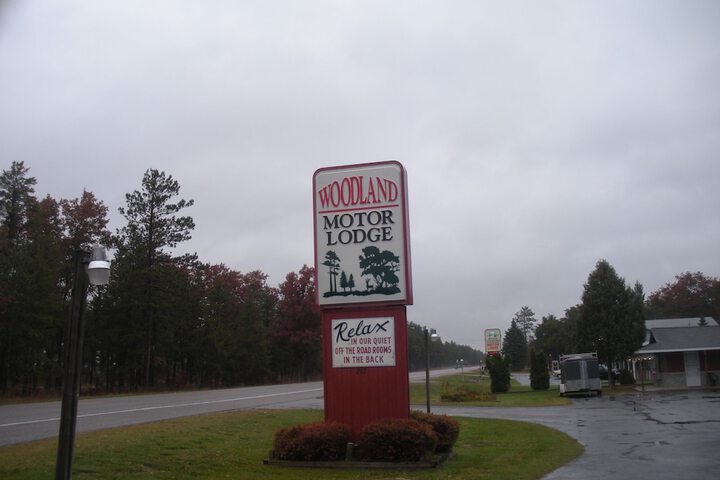 WOODLAND
MOTOR
LODGE
Relax
IN OUR QUIET
OFF THE ROAD ROOMS
IN THE BACK